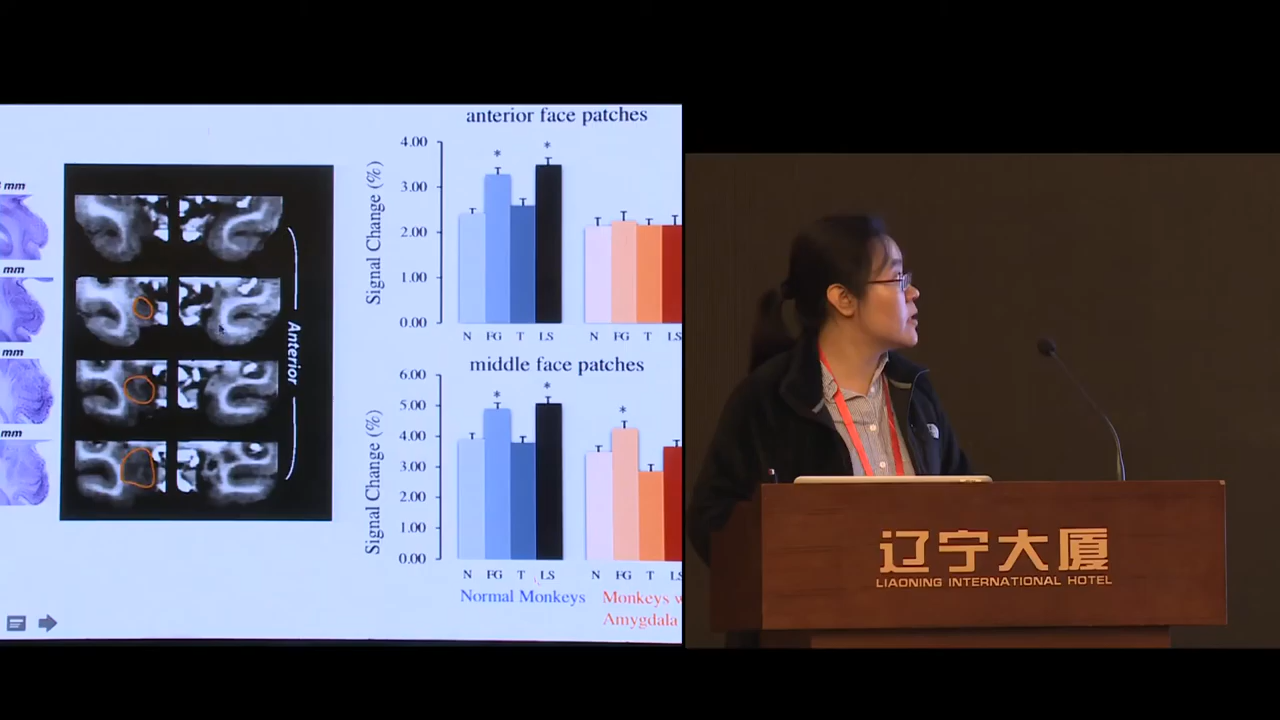 anterior face patches
Signal Change (%)
4.00
3.00
2.00
1.00
0.00
*
*
N FG T LS
N FG T LS
middle face patches
Signal Change (%)
6.00
5.00
4.00
3.00
2.00
1.00
0.00
*
*
*
N FG T LS
N FG T LS
Normal Monkeys
Monkeys
Amygdala
mm
mm
mm
mm
Anterior
辽宁大厦
LIAONING INTERNATIONAL HOTEL